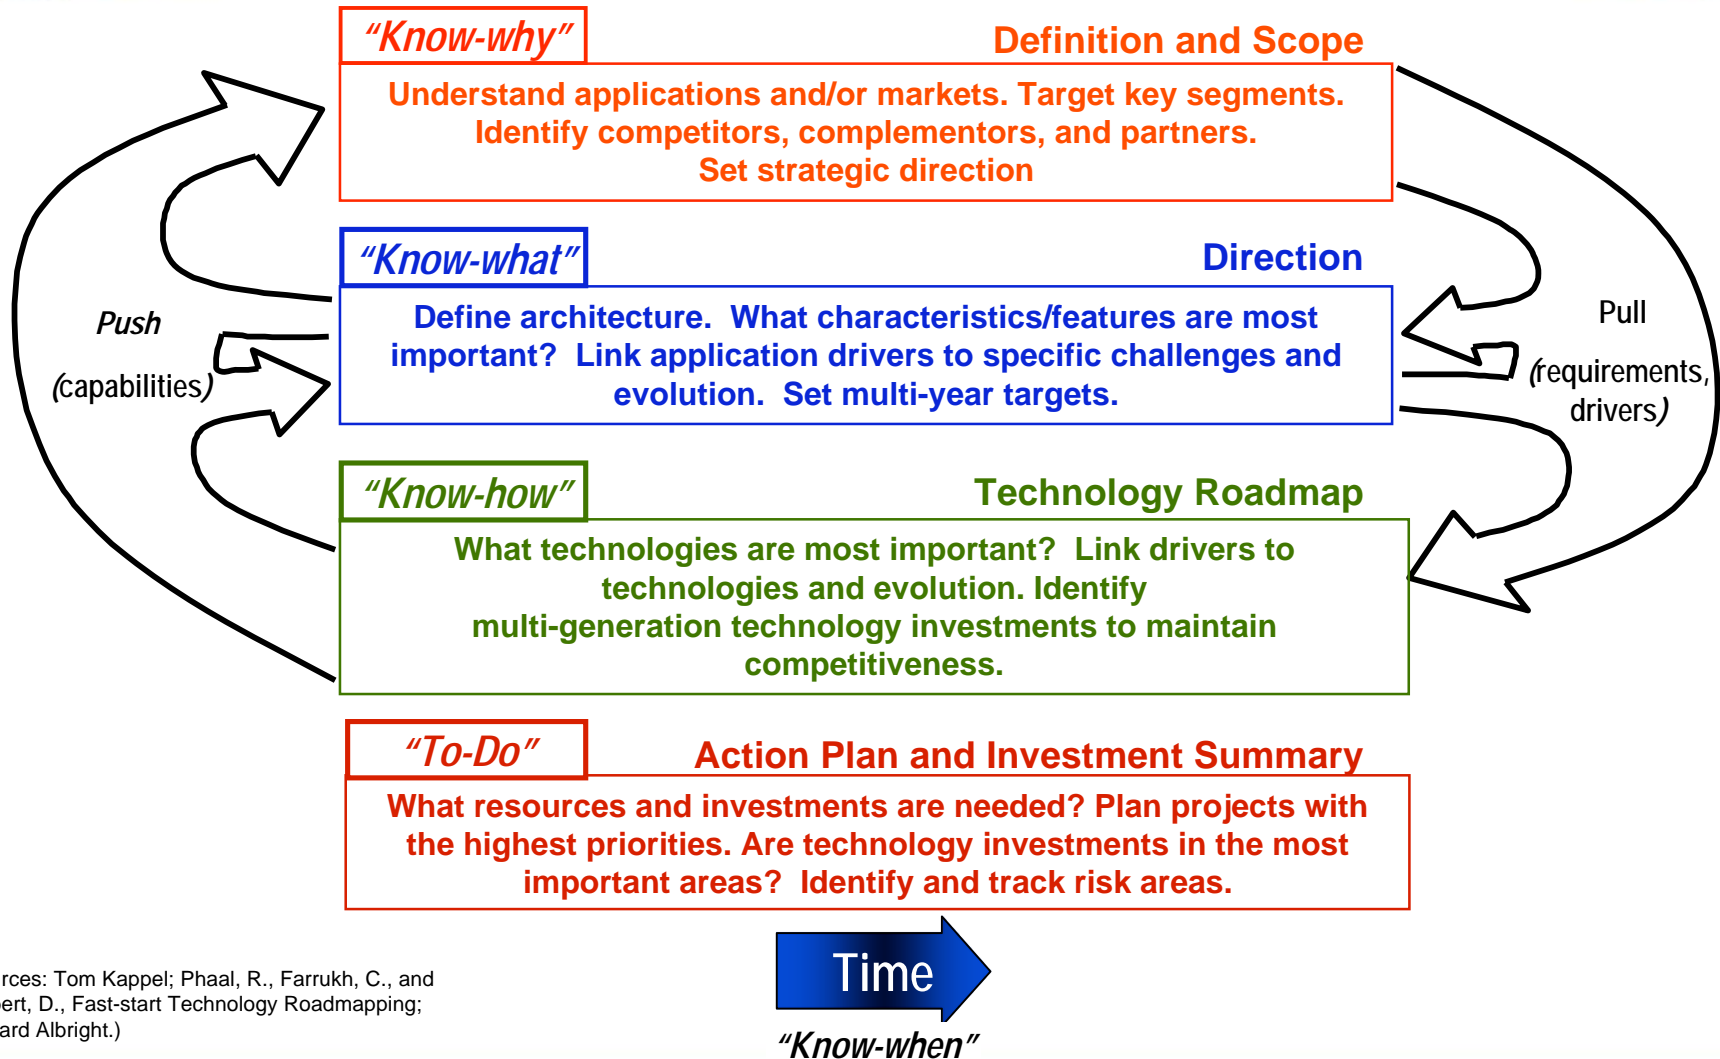 “Know-why”
Definition and Scope
Understand applications and/or markets. Target key segments.
Identify competitors, complementors, and partners.
Set strategic direction
“Know-what”
Direction
Define architecture.  What characteristics/features are most
important?  Link application drivers to specific challenges and
evolution.  Set multi-year targets.
Push
(capabilities)
Pull
(requirements,
drivers)
“Know-how”
Technology Roadmap
What technologies are most important?  Link drivers to
technologies and evolution. Identify
multi-generation technology investments to maintain
competitiveness.
“To-Do”
Action Plan and Investment Summary
What resources and investments are needed? Plan projects with
the highest priorities. Are technology investments in the most
important areas?  Identify and track risk areas.
Time
“Know-when”
rces: Tom Kappel; Phaal, R., Farrukh, C., and
ert, D., Fast-start Technology Roadmapping;
ard Albright.)